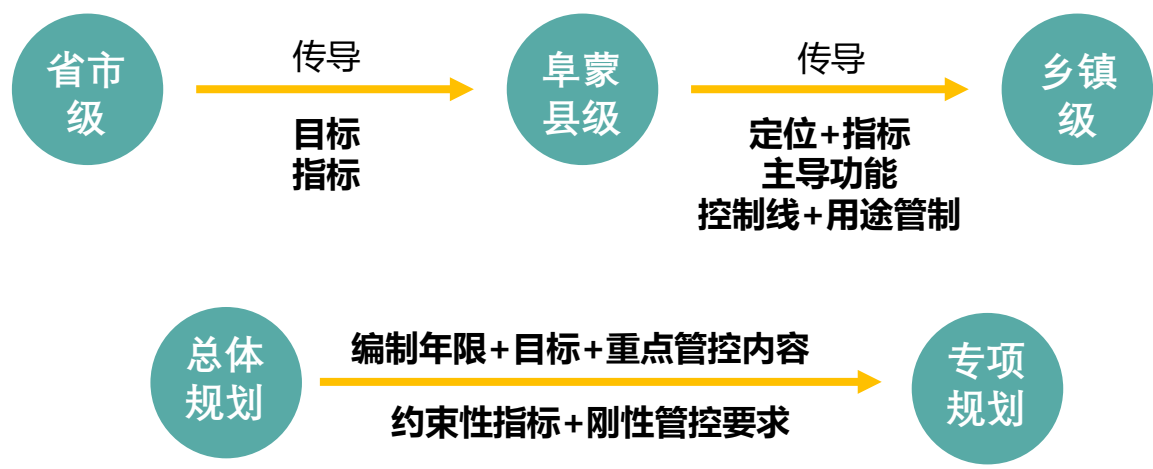 省市
级
传导
目标
指标
阜蒙
县级
传导
定位+指标
主导功能
控制线+用途管制
乡镇
级
总体
规划
编制年限+目标+重点管控内容
约束性指标+刚性管控要求
专项
规划